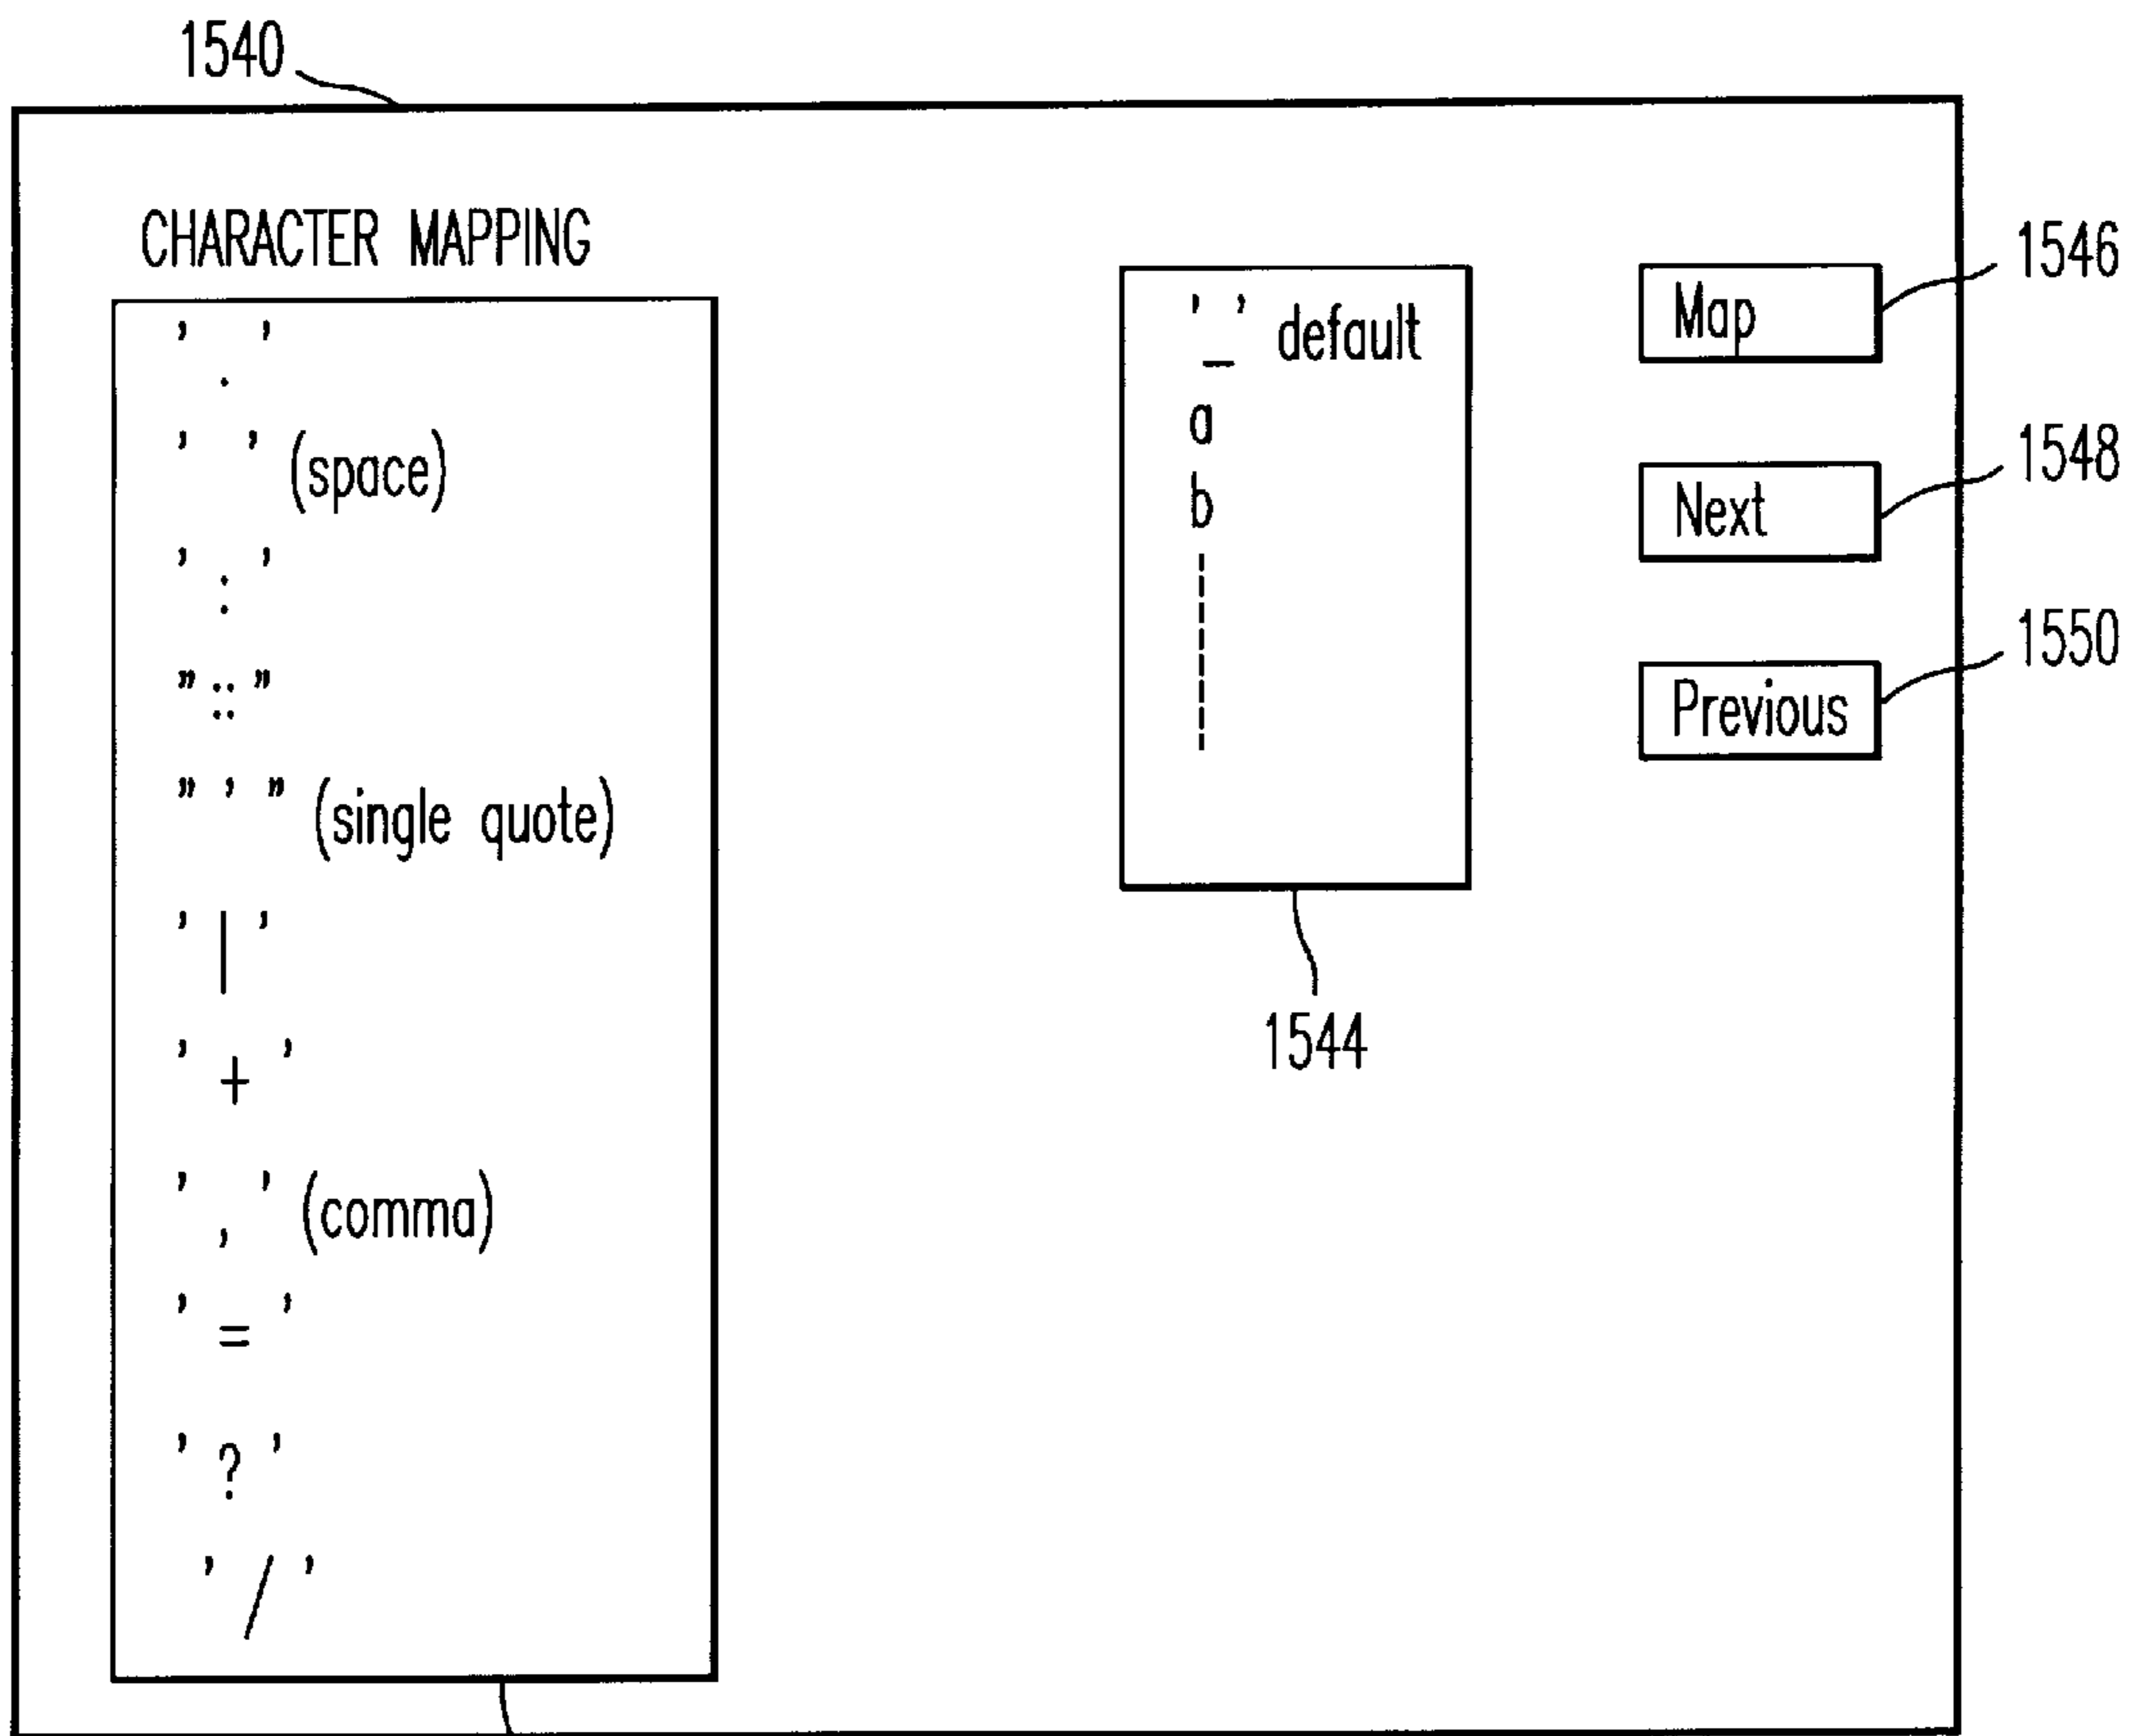 1540
CHARACTER MAPPING
' . '
' ' (space)
' : '
" :: "
" ' " (single quote)
' | '
' + '
' , ' (comma)
' = '
' ? '
' / '
'_' default
a
b
1544
Map
1546
Next
1548
Previous
1550